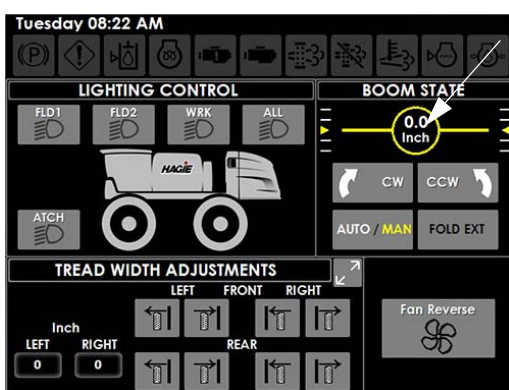 Tuesday 08:22 AM
(P)
LIGHTING CONTROL
FLD1 FLD2 WRK ALL
HAGIE
ATCH
BOOM STATE
0.0
Inch
CW CCW
AUTO / MAN FOLD EXT
TREAD WIDTH ADJUSTMENTS
LEFT FRONT RIGHT
Inch
LEFT RIGHT
0 0
REAR
Fan Reverse